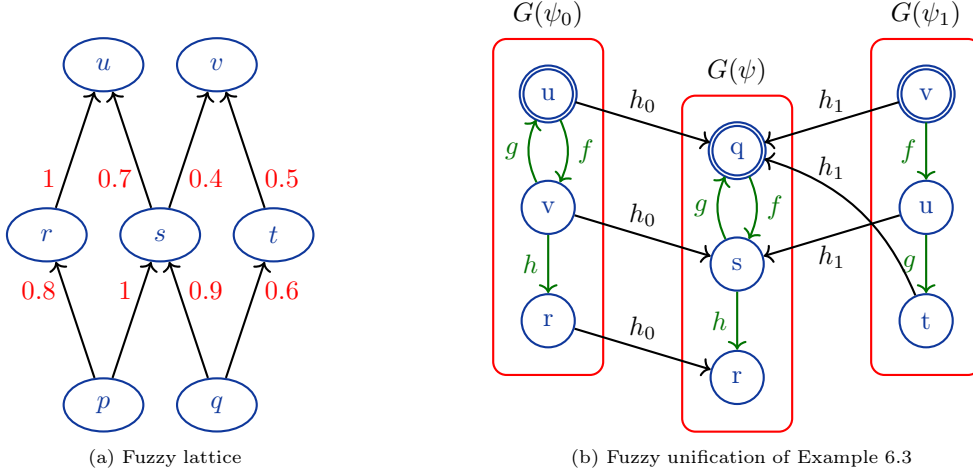 u v
1 0.7 0.4 0.5
r s t
0.8 1 0.9 0.6
p q
(a) Fuzzy lattice
G(ψ₀) G(ψ) G(ψ₁)
u h₀ q h₁ v
g f g f h₁ f
v h₀ s h₁ u
h h g
r h₀ r t
(b) Fuzzy unification of Example 6.3